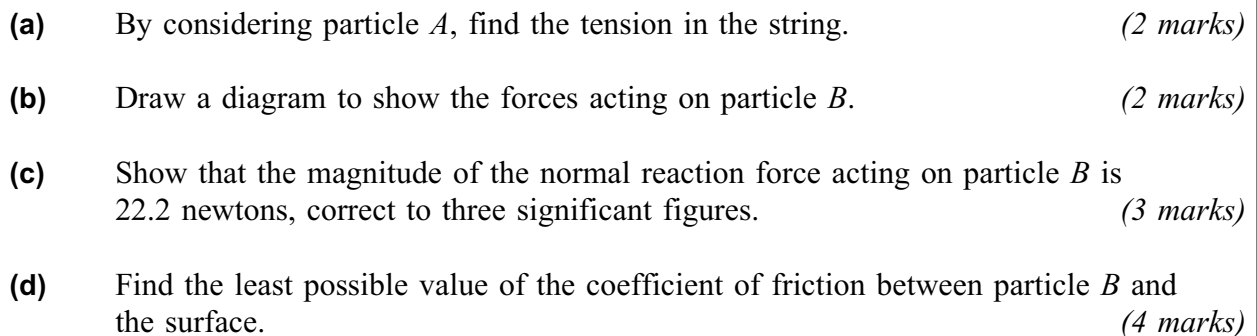 (a) By considering particle A, find the tension in the string. (2 marks)
(b) Draw a diagram to show the forces acting on particle B. (2 marks)
(c) Show that the magnitude of the normal reaction force acting on particle B is
22.2 newtons, correct to three significant figures. (3 marks)
(d) Find the least possible value of the coefficient of friction between particle B and
the surface. (4 marks)